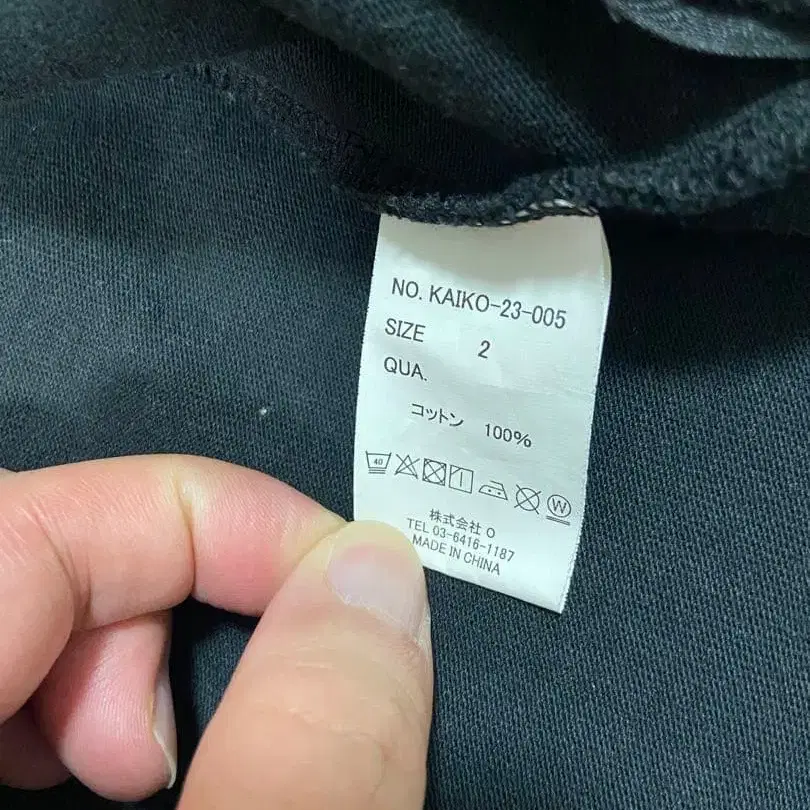 NO. KAIKO-23-005
SIZE 2
QUA.
コットン 100%
40 W
株式会社 O
TEL 03-6416-1187
MADE IN CHINA